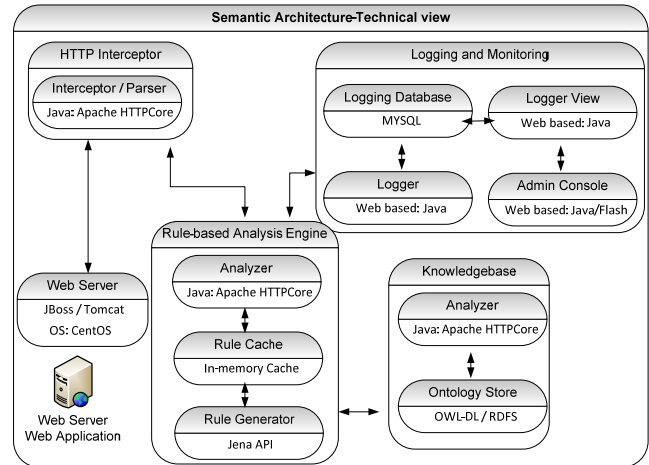 Semantic Architecture-Technical view
HTTP Interceptor
Interceptor / Parser
Java: Apache HTTPCore
Logging and Monitoring
Logging Database
MYSQL
Logger View
Web based: Java
Logger
Web based: Java
Admin Console
Web based: Java/Flash
Web Server
JBoss / Tomcat
OS: CentOS
Web Server
Web Application
Rule-based Analysis Engine
Analyzer
Java: Apache HTTPCore
Rule Cache
In-memory Cache
Rule Generator
Jena API
Knowledgebase
Analyzer
Java: Apache HTTPCore
Ontology Store
OWL-DL / RDFS